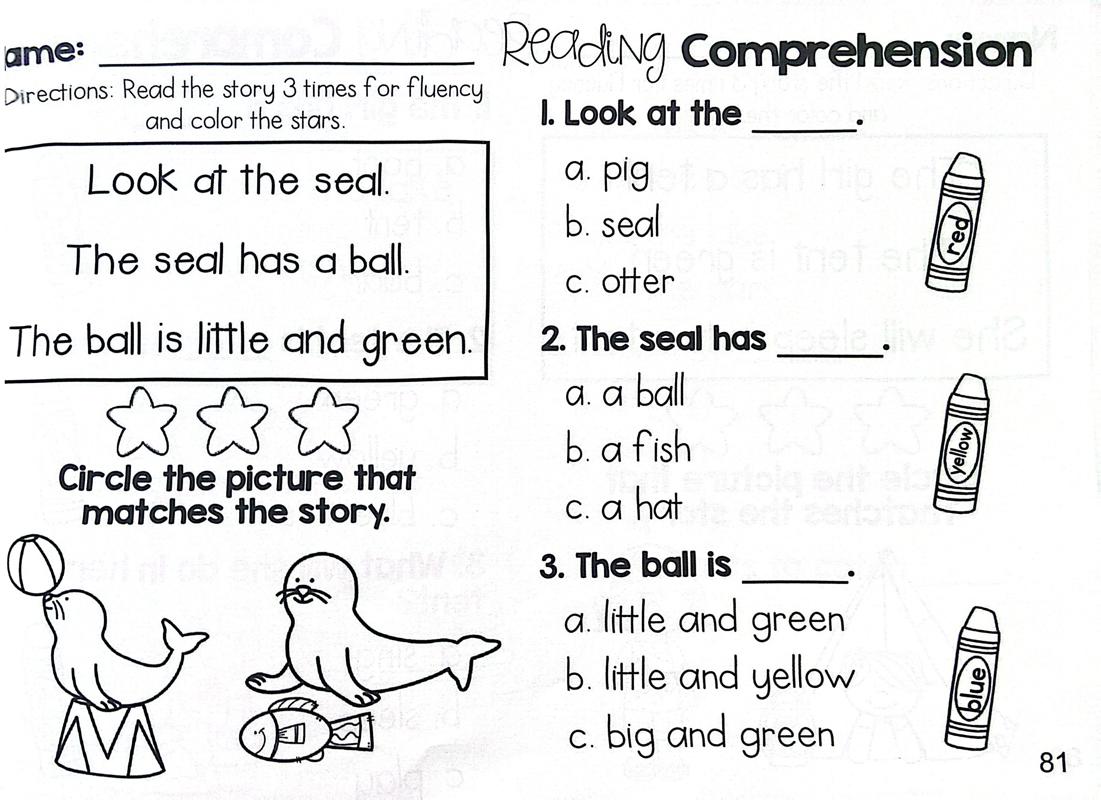 ame:
Directions: Read the story 3 times for fluency
and color the stars.
Look at the seal.
The seal has a ball.
The ball is little and green.
Circle the picture that
matches the story.
Reading Comprehension
1. Look at the ______.
a. pig
b. seal
c. otter
red
2. The seal has ______.
a. a ball
b. a fish
c. a hat
yellow
3. The ball is ______.
a. little and green
b. little and yellow
c. big and green
blue
81